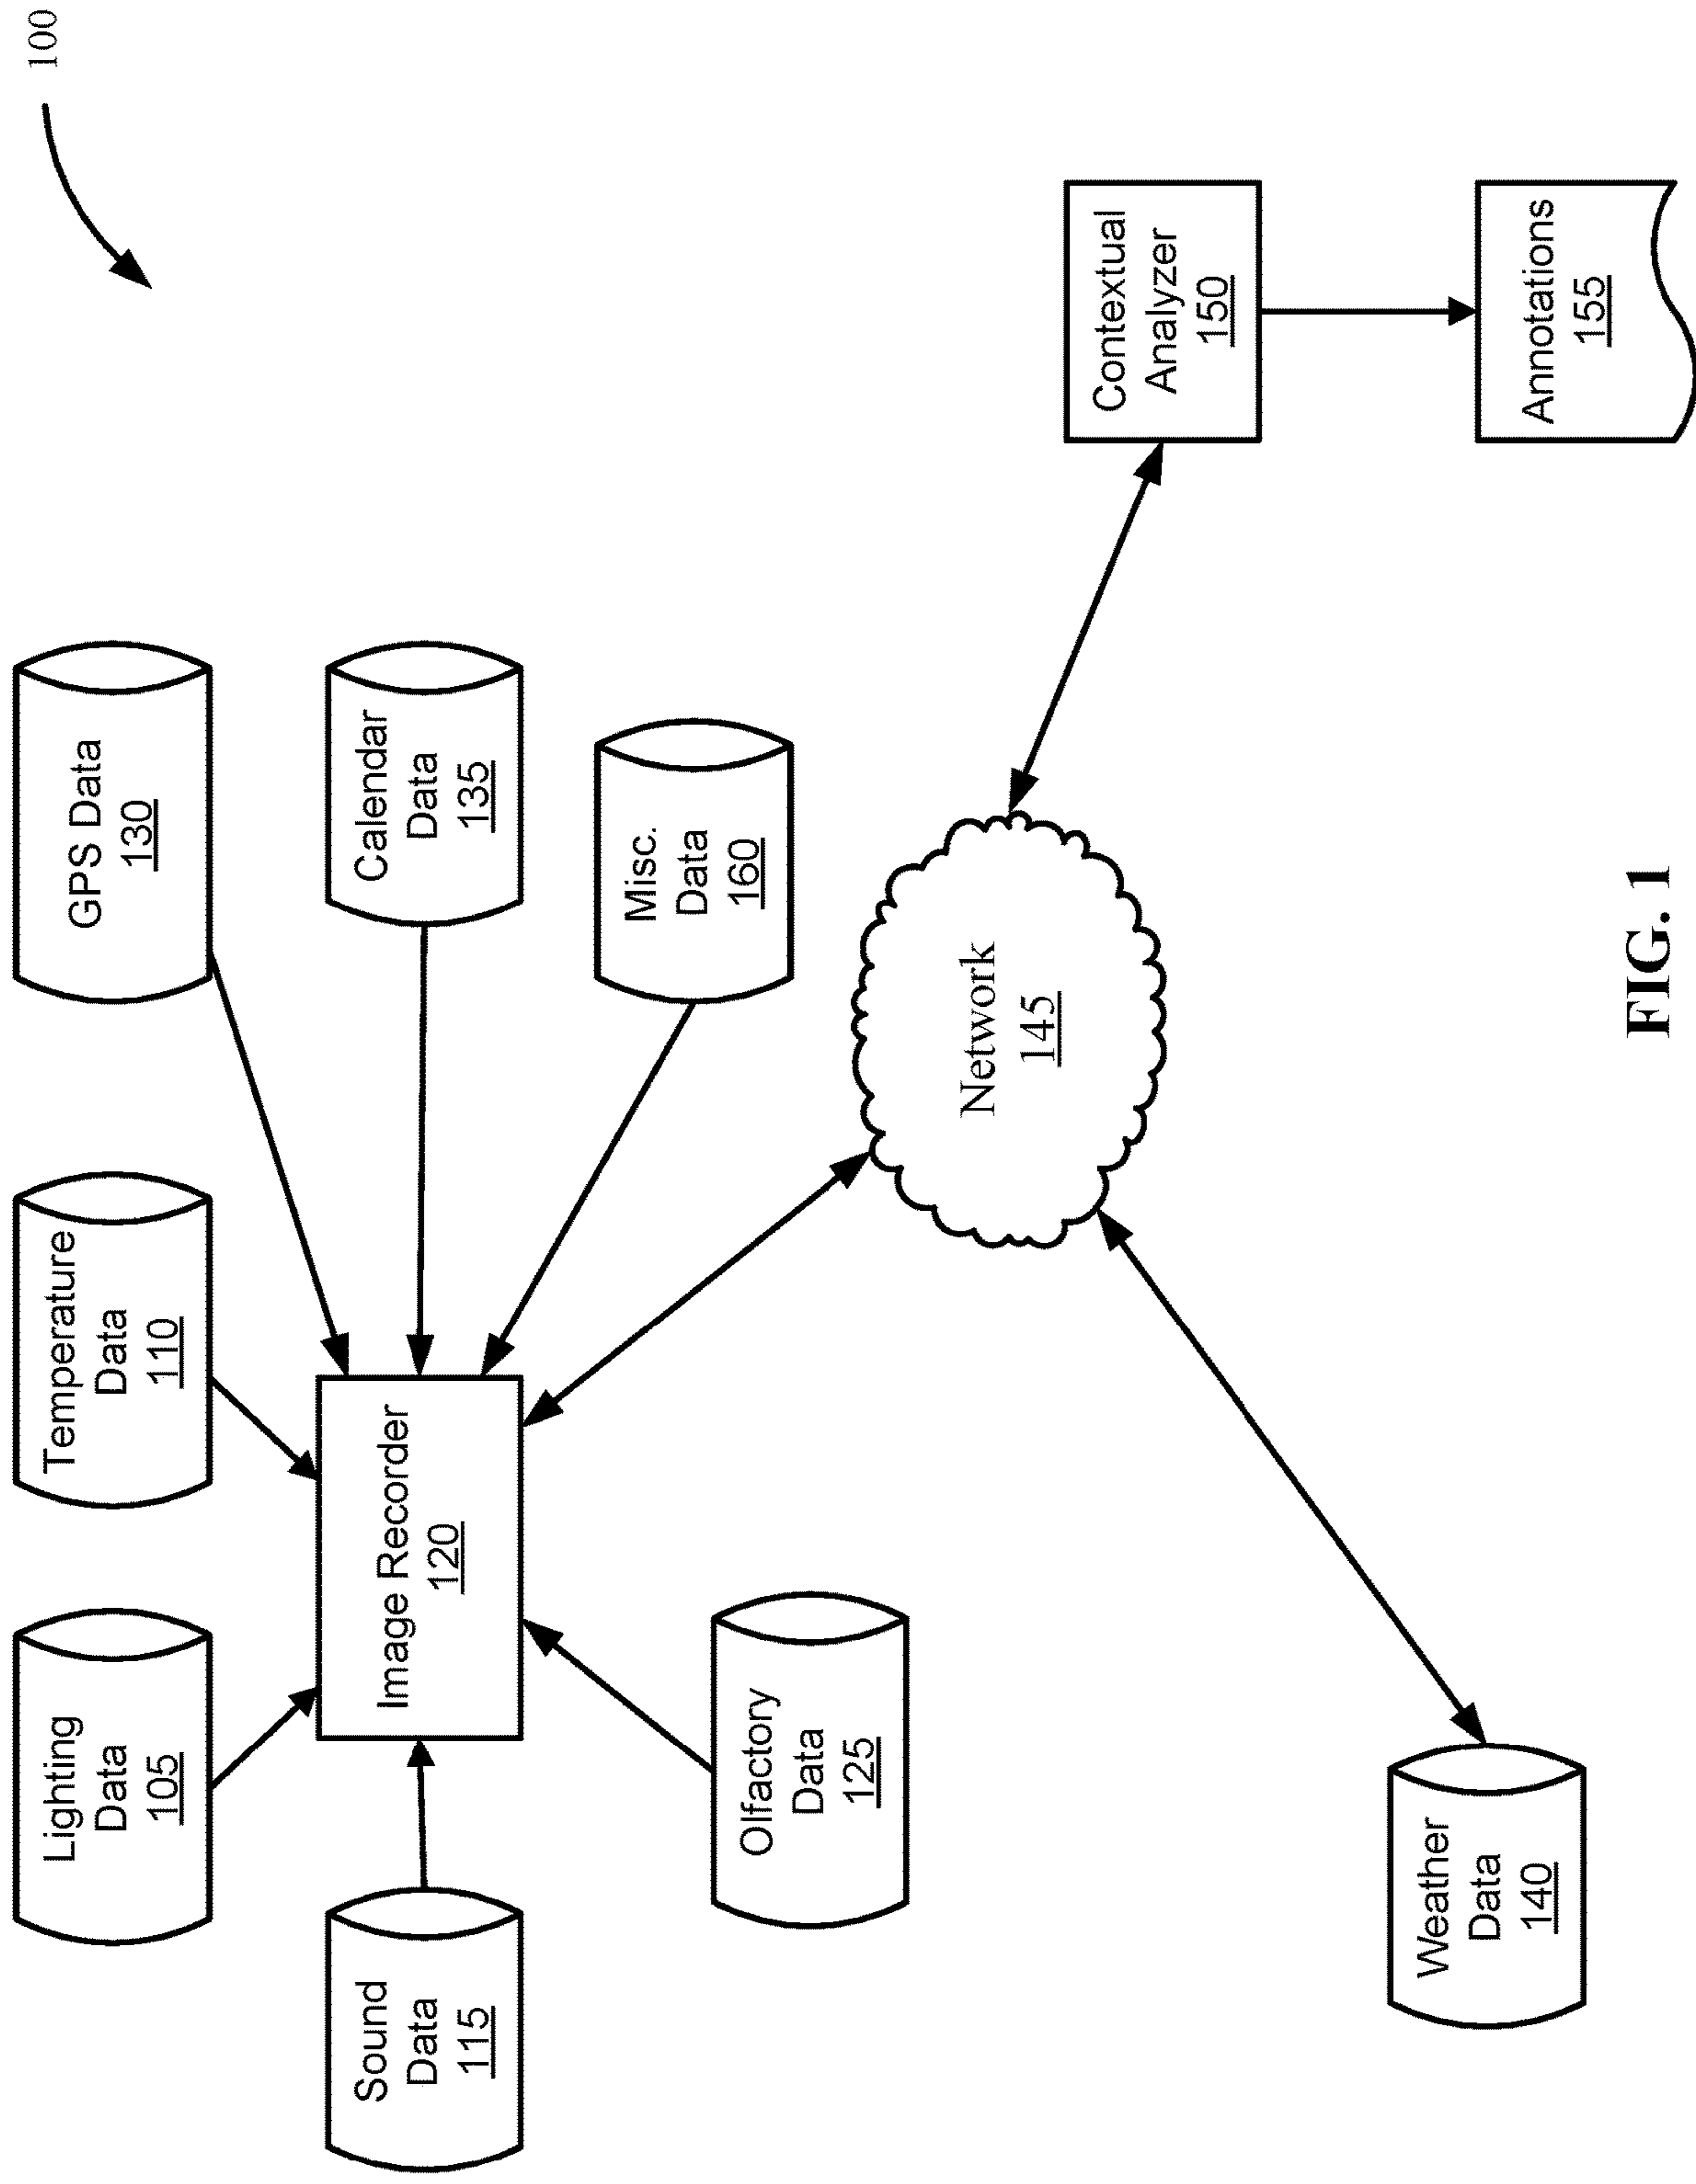 100
Lighting
Data
105
Temperature
Data
110
GPS Data
130
Sound
Data
115
Image Recorder
120
Calendar
Data
135
Misc.
Data
160
Olfactory
Data
125
Network
145
Contextual
Analyzer
150
Weather
Data
140
Annotations
155
FIG. 1